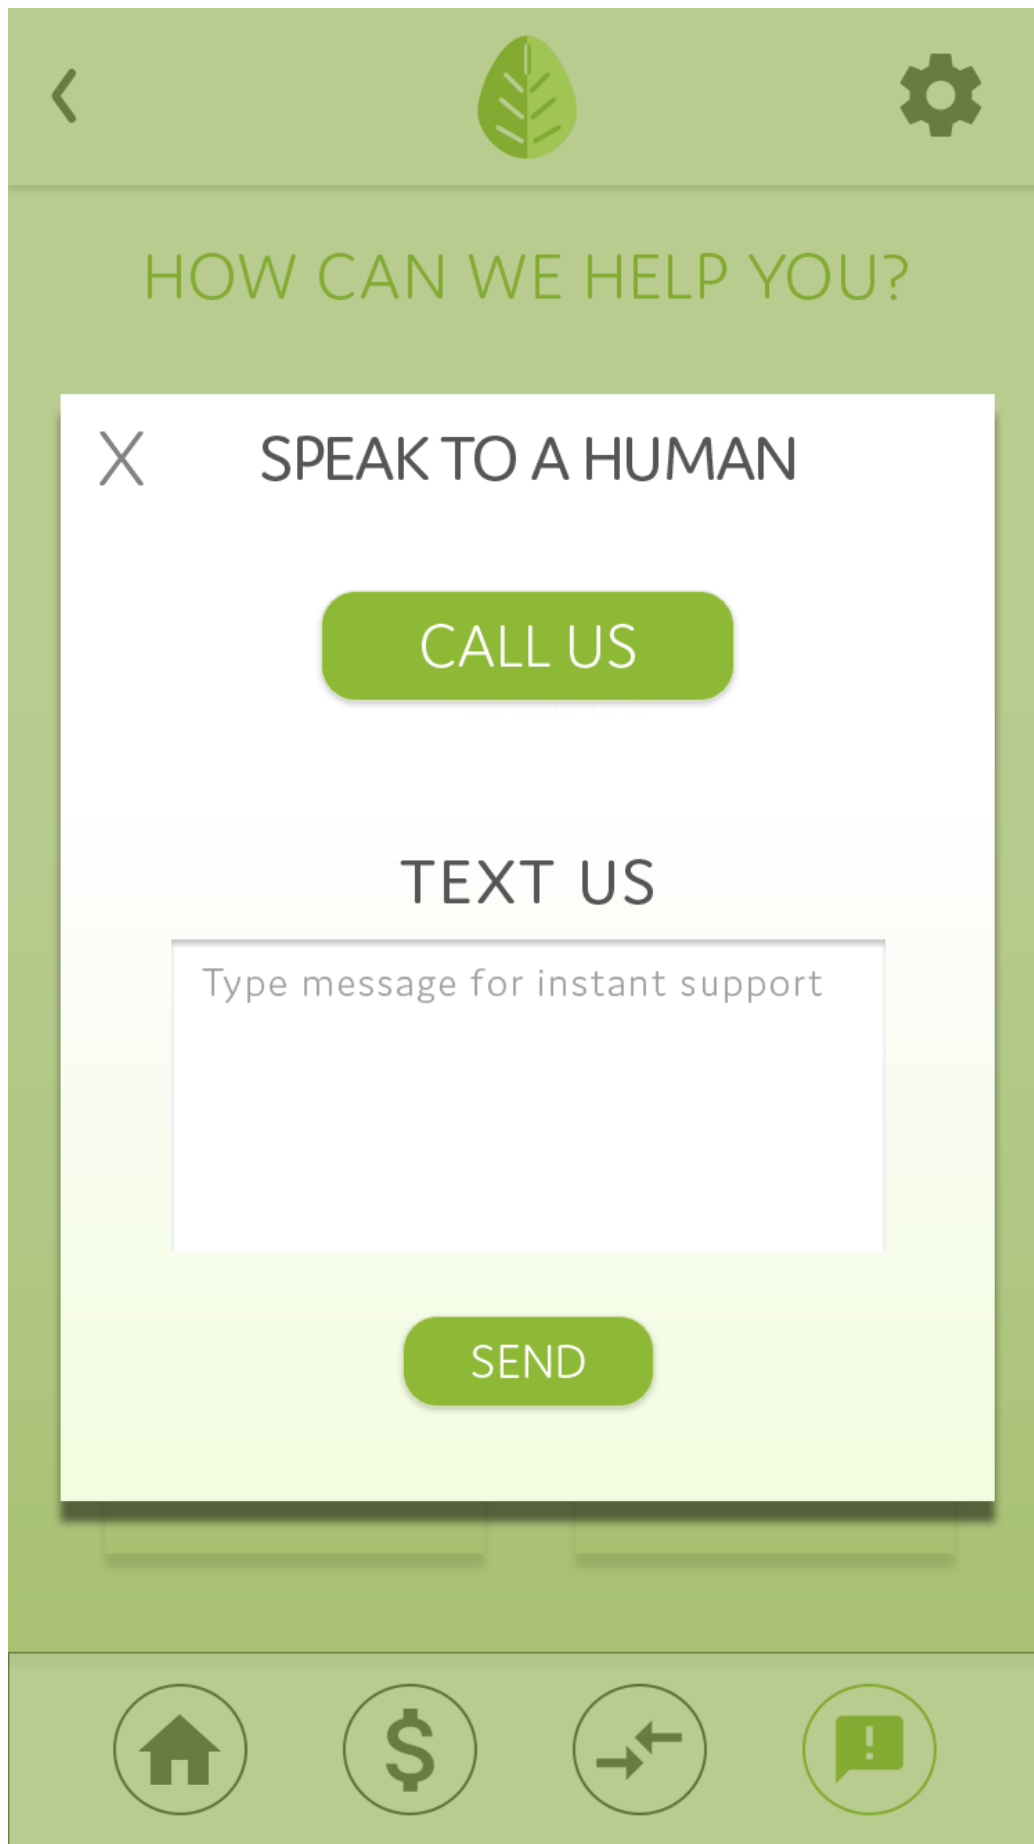 HOW CAN WE HELP YOU?
X SPEAK TO A HUMAN
CALL US
TEXT US
Type message for instant support
SEND